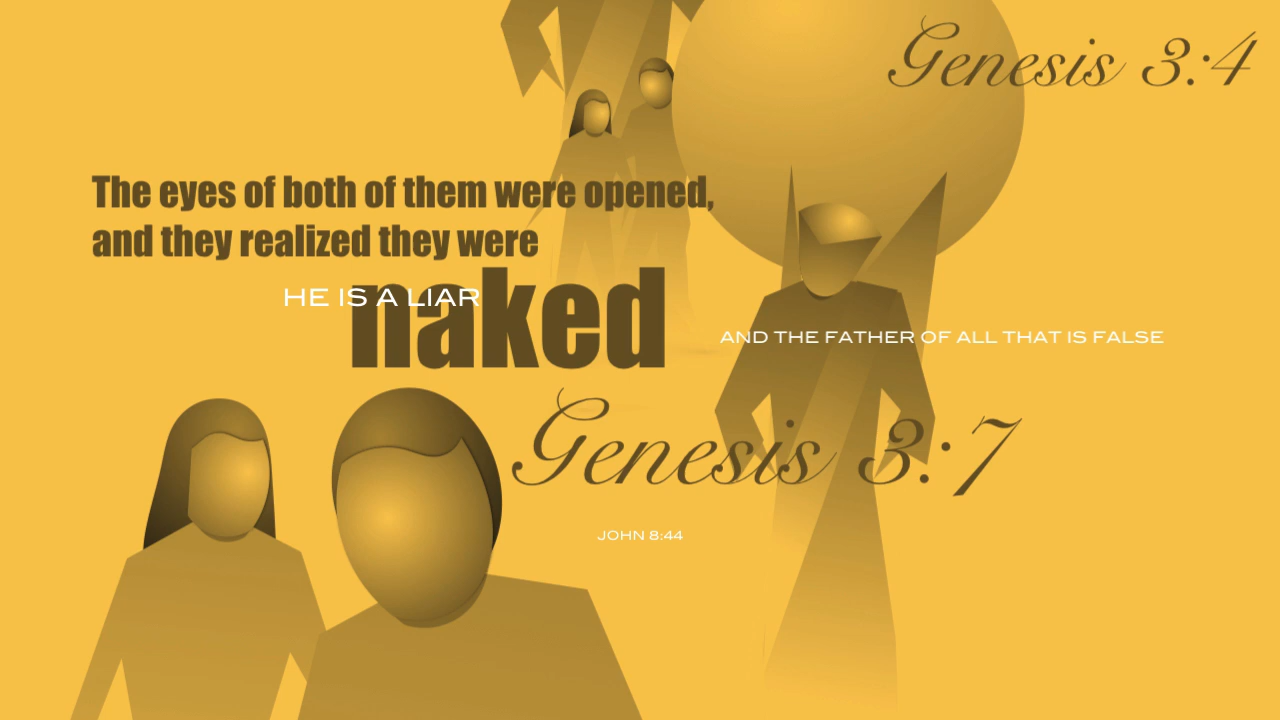 Genesis 3:4
The eyes of both of them were opened,
and they realized they were
HE IS A LIAR
naked
AND THE FATHER OF ALL THAT IS FALSE
Genesis 3:7
JOHN 8:44